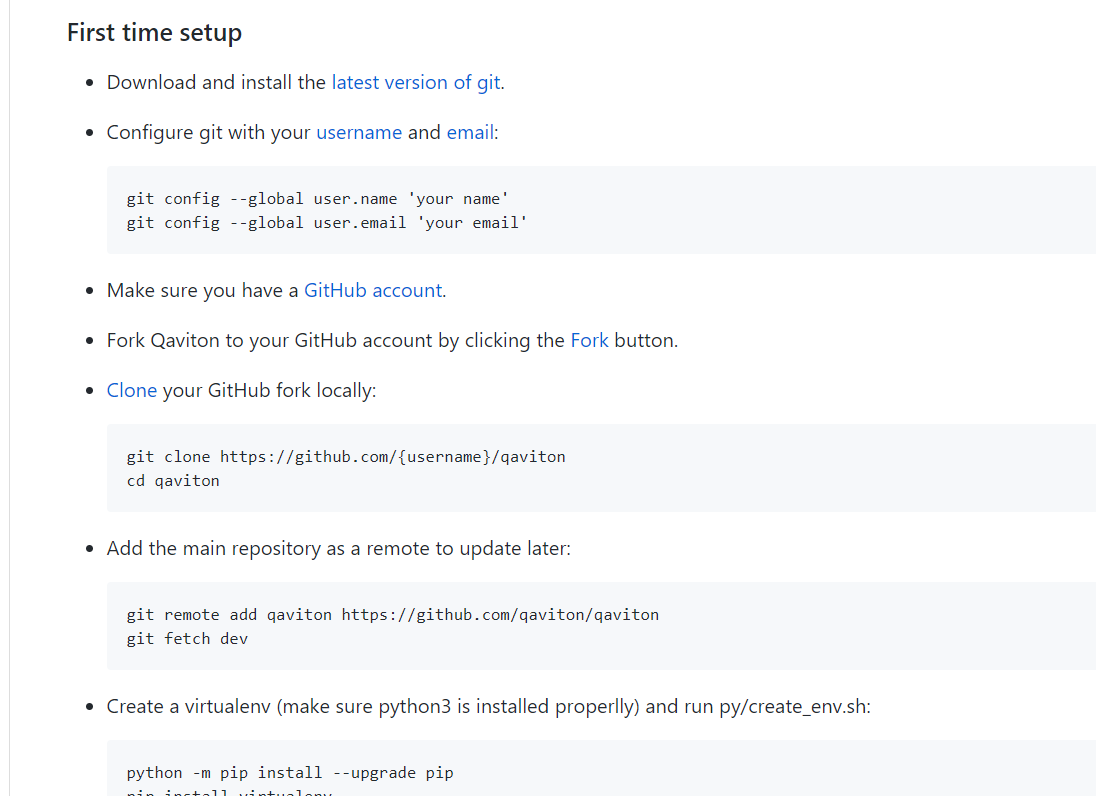 First time setup
Download and install the latest version of git.
Configure git with your username and email:
git config --global user.name 'your name'
git config --global user.email 'your email'
Make sure you have a GitHub account.
Fork Qaviton to your GitHub account by clicking the Fork button.
Clone your GitHub fork locally:
git clone https://github.com/{username}/qaviton
cd qaviton
Add the main repository as a remote to update later:
git remote add qaviton https://github.com/qaviton/qaviton
git fetch dev
Create a virtualenv (make sure python3 is installed properlly) and run py/create_env.sh:
python -m pip install --upgrade pip
pip install virtualenv